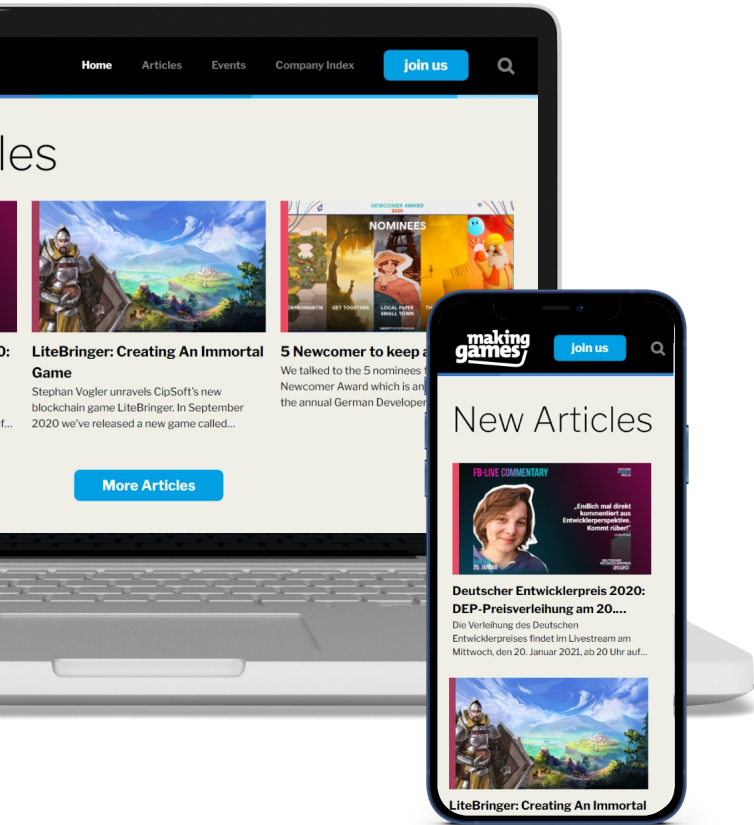 Home Articles Events Company Index join us
les
NEWCOMER AWARD
2020
NOMINEES
GET TOGETHER
LOCAL PAPER
SMALL TOWN
0:
LiteBringer: Creating An Immortal
Game
Stephan Vogler unravels CipSoft's new
blockchain game LiteBringer. In September
2020 we've released a new game called...
f...
5 Newcomer to keep a
We talked to the 5 nominees
Newcomer Award which is an
the annual German Developer
More Articles
making
games
join us
New Articles
FB-LIVE COMMENTARY
„Endlich mal direkt
kommentiert aus
Entwicklerperspektive.
Kommt rüber!"
20. JANUAR
DEUTSCHER
ENTWICKLERPREIS
2020
Deutscher Entwicklerpreis 2020:
DEP-Preisverleihung am 20....
Die Verleihung des Deutschen
Entwicklerpreises findet im Livestream am
Mittwoch, den 20. Januar 2021, ab 20 Uhr auf...
LiteBringer: Creating An Immortal